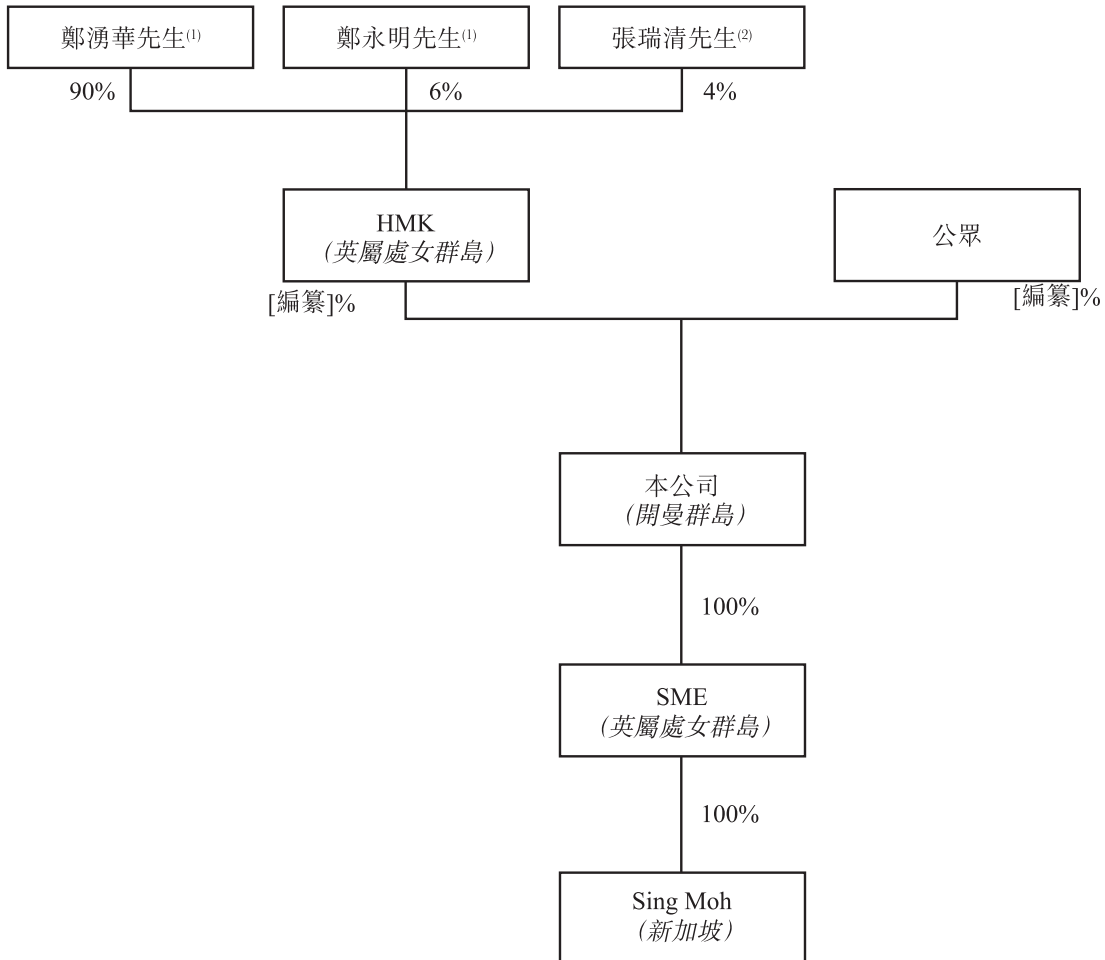 鄭湧華先生(1)
鄭永明先生(1)
張瑞清先生(2)
90%
6%
4%
HMK
(英屬處女群島)
公眾
[編纂]%
[編纂]%
本公司
(開曼群島)
100%
SME
(英屬處女群島)
100%
Sing Moh
(新加坡)